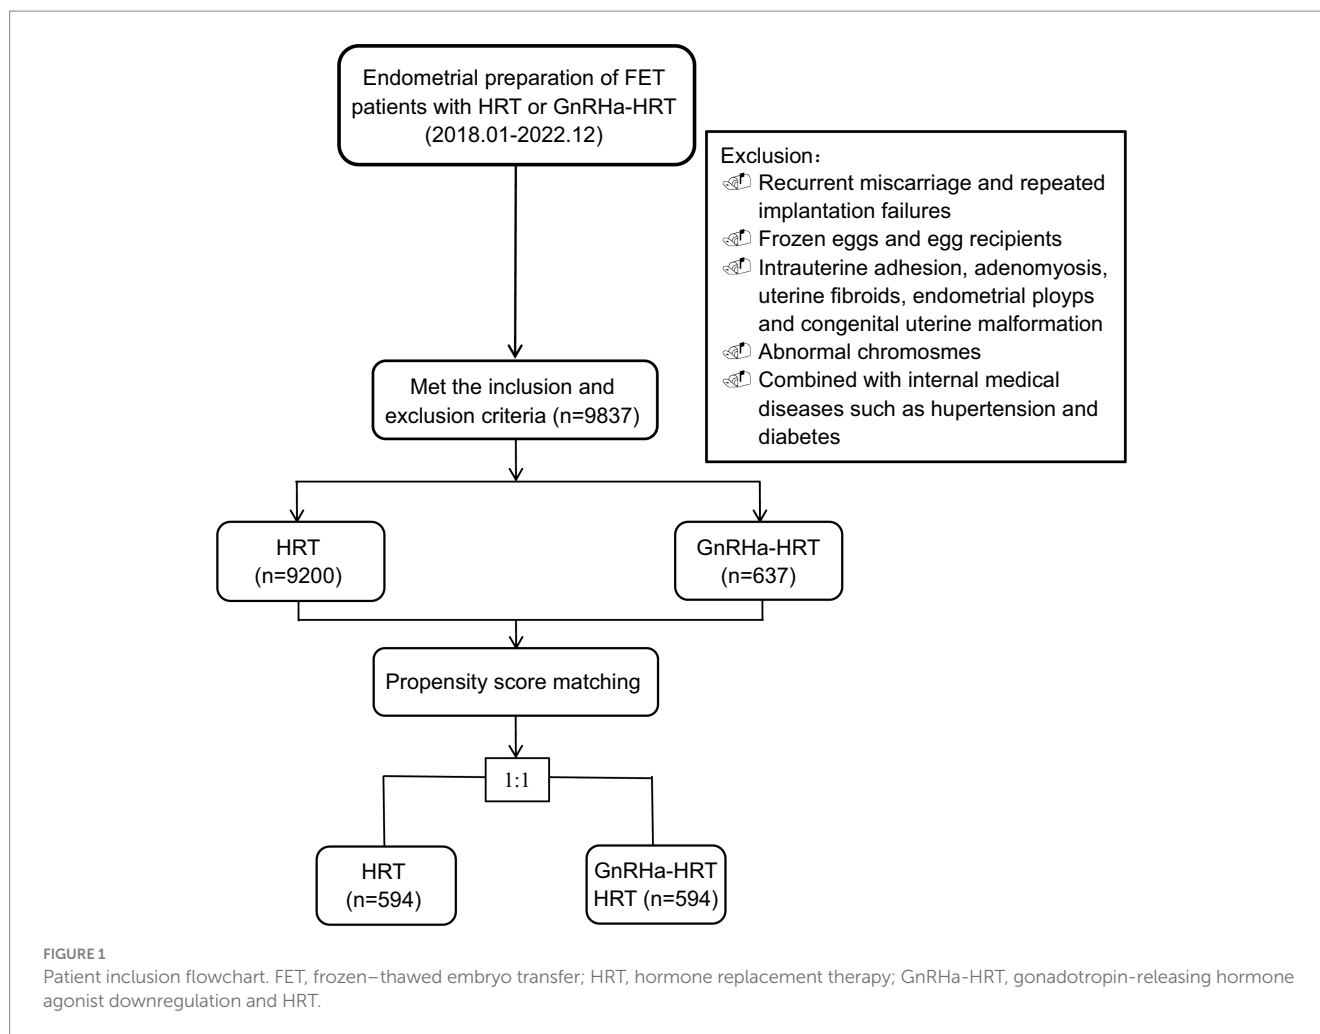 Endometrial preparation of FET
patients with HRT or GnRHa-HRT
(2018.01-2022.12)
Exclusion：
Recurrent miscarriage and repeated
implantation failures
Frozen eggs and egg recipients
Intrauterine adhesion, adenomyosis,
uterine fibroids, endometrial ployps
and congenital uterine malformation
Abnormal chromosmes
Combined with internal medical
diseases such as hupertension and
diabetes
Met the inclusion and
exclusion criteria (n=9837)
HRT
(n=9200)
GnRHa-HRT
(n=637)
Propensity score matching
1:1
HRT
(n=594)
GnRHa-HRT
HRT (n=594)
FIGURE 1
Patient inclusion flowchart. FET, frozen–thawed embryo transfer; HRT, hormone replacement therapy; GnRHa-HRT, gonadotropin-releasing hormone
agonist downregulation and HRT.